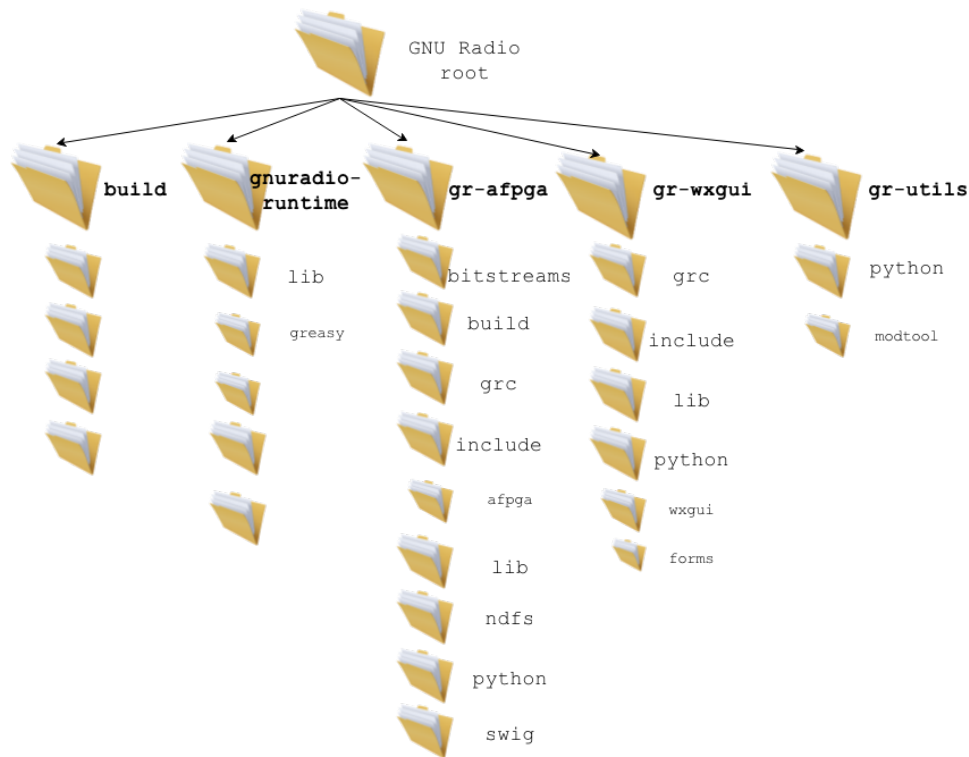 GNU Radio
root
build
gnuradio-
runtime
gr-afpga
gr-wxgui
gr-utils
lib
greasy
bitstreams
build
grc
include
afpga
lib
ndfs
python
swig
grc
include
lib
python
wxgui
forms
python
modtool